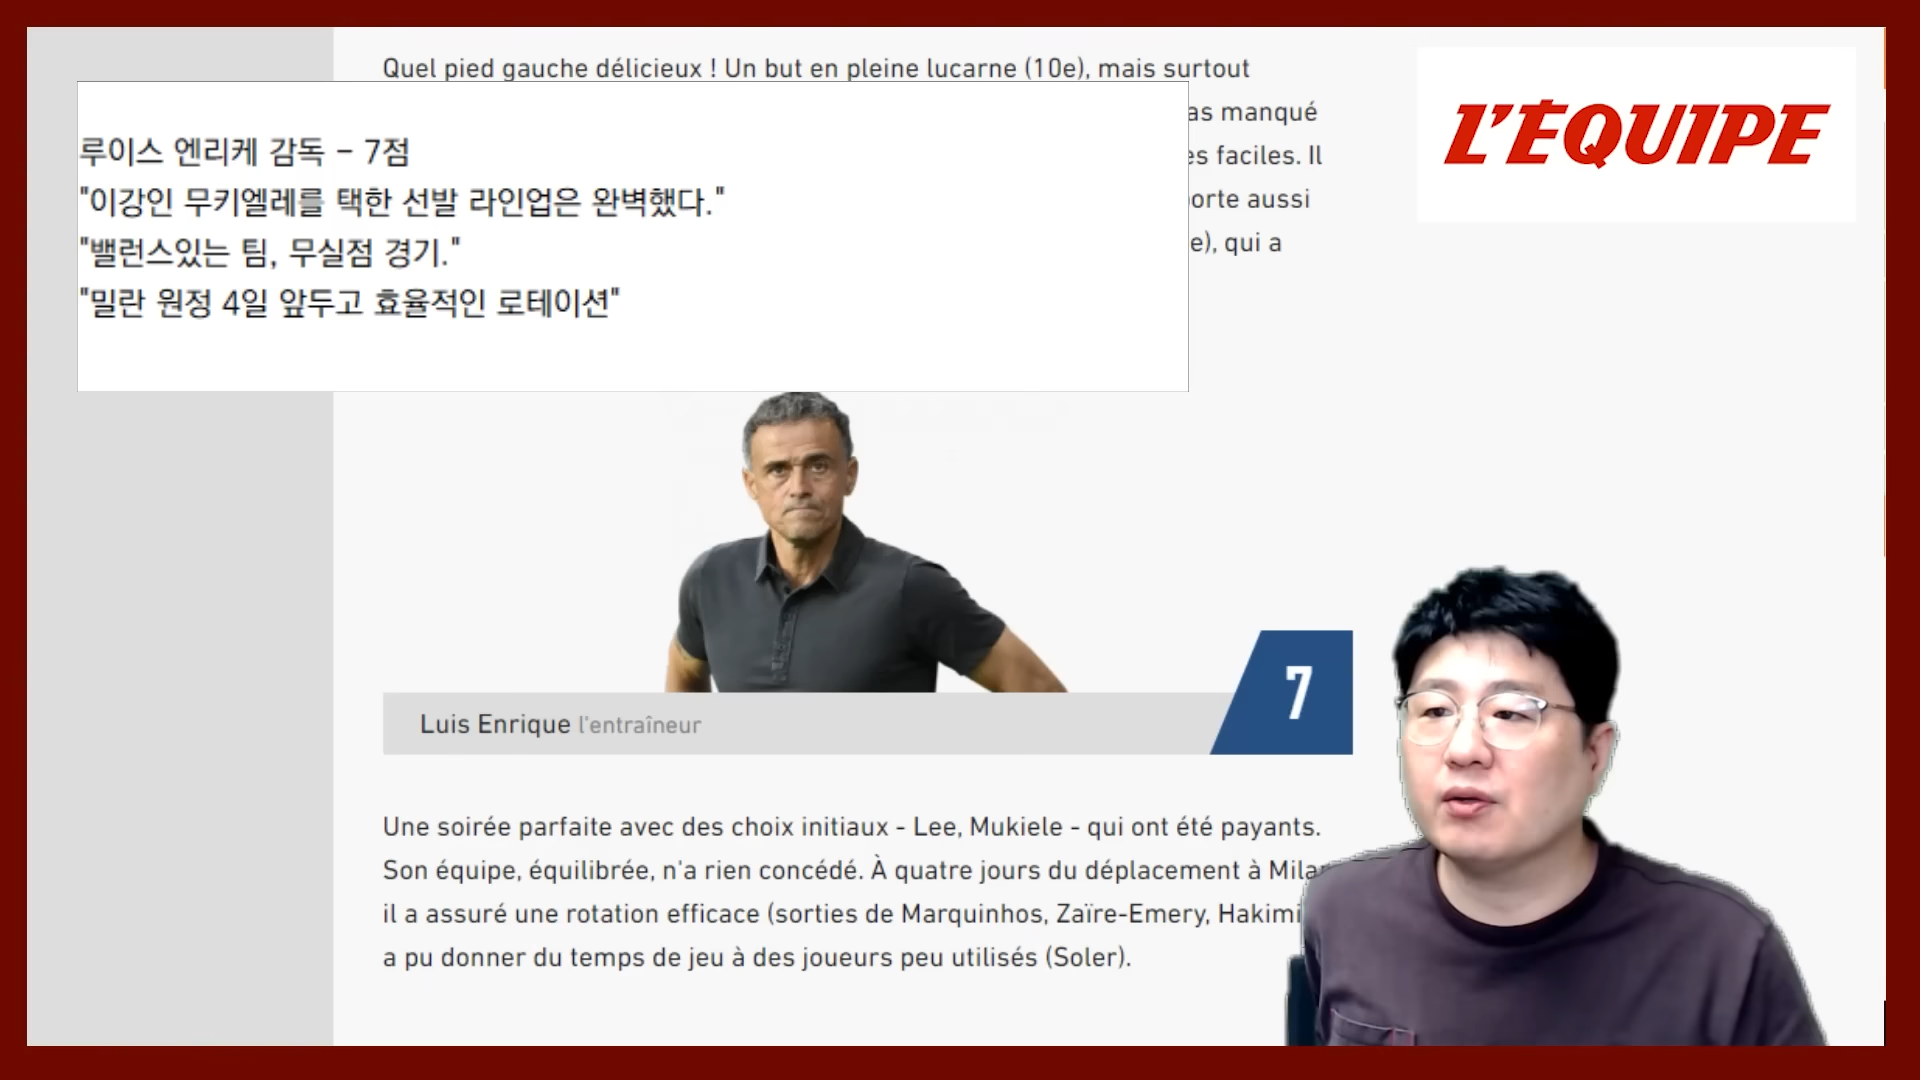 Quel pied gauche délicieux ! Un but en pleine lucarne (10e), mais surtout
as manqué
es faciles. Il
orte aussi
e), qui a
루이스 엔리케 감독 - 7점
"이강인 무키엘레를 택한 선발 라인업은 완벽했다."
"밸런스있는 팀, 무실점 경기."
"밀란 원정 4일 앞두고 효율적인 로테이션"
L'ÉQUIPE
7
Luis Enrique l'entraîneur
Une soirée parfaite avec des choix initiaux - Lee, Mukiele - qui ont été payants.
Son équipe, équilibrée, n'a rien concédé. À quatre jours du déplacement à Mila
il a assuré une rotation efficace (sorties de Marquinhos, Zaïre-Emery, Hakimi
a pu donner du temps de jeu à des joueurs peu utilisés (Soler).